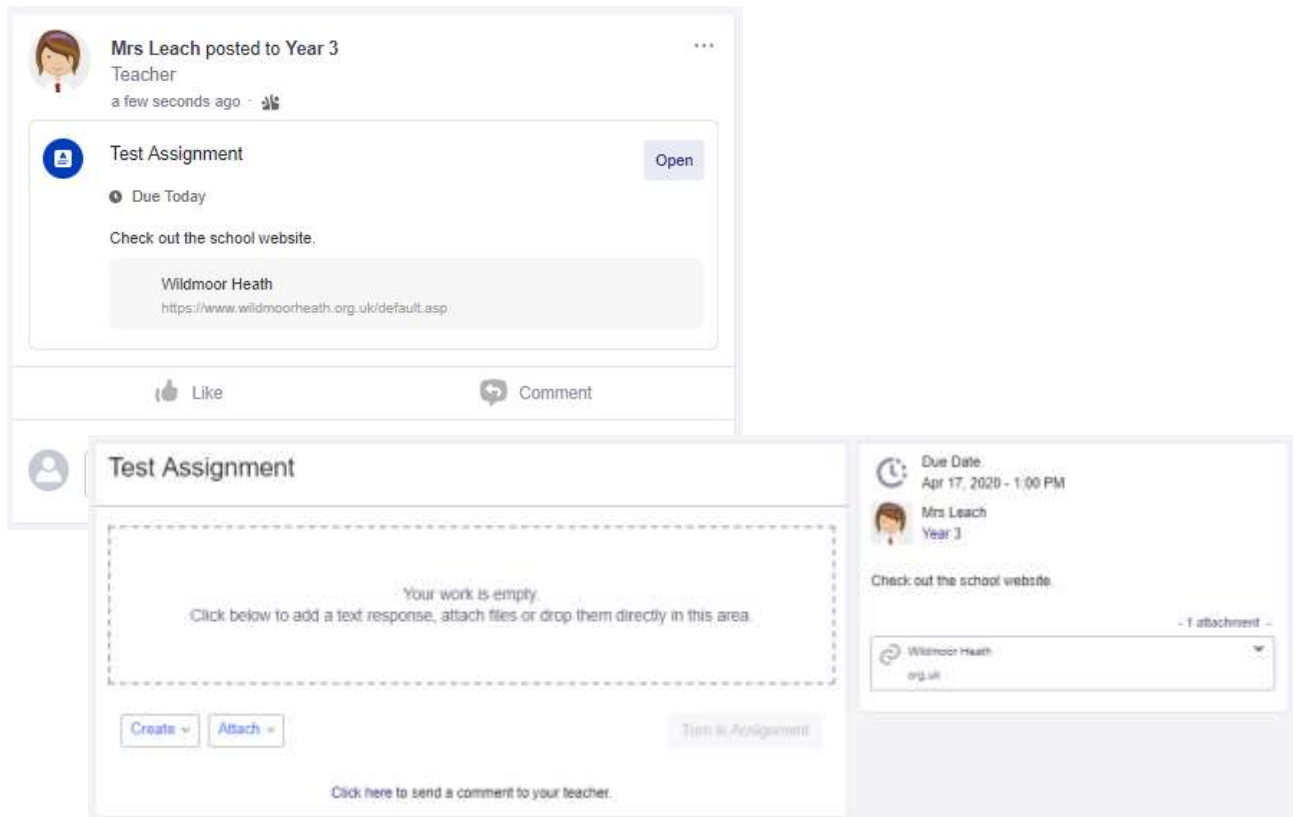 Mrs Leach posted to Year 3
Teacher
a few seconds ago ·
Test Assignment
Open
Due Today
Check out the school website.
Wildmoor Heath
https://www.wildmoorheath.org.uk/default.asp
Like
Comment
Test Assignment
Your work is empty.
Click below to add a text response, attach files or drop them directly in this area.
Create
Attach
Turn in Assignment
Click here to send a comment to your teacher.
Due Date
Apr 17, 2020 - 1:00 PM
Mrs Leach
Year 3
Check out the school website.
- 1 attachment -
Wildmoor Heath
org.uk